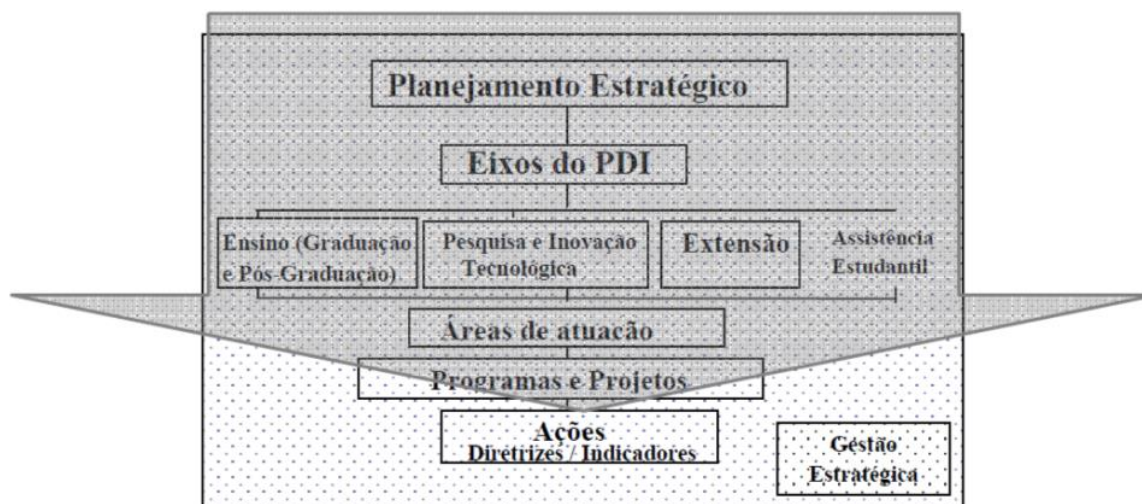 Planejamento Estratégico
Eixos do PDI
Ensino (Graduação
e Pós-Graduação)
Pesquisa e Inovação
Tecnológica
Extensão
Assistência
Estudantil
Áreas de atuação
Programas e Projetos
Ações
Diretrizes / Indicadores
Gestão
Estratégica